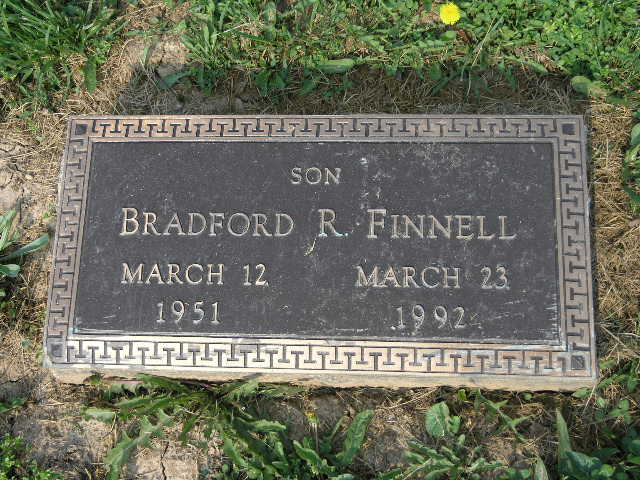 SON
BRADFORD R. FINNELL
MARCH 12 MARCH 23
1951 1992